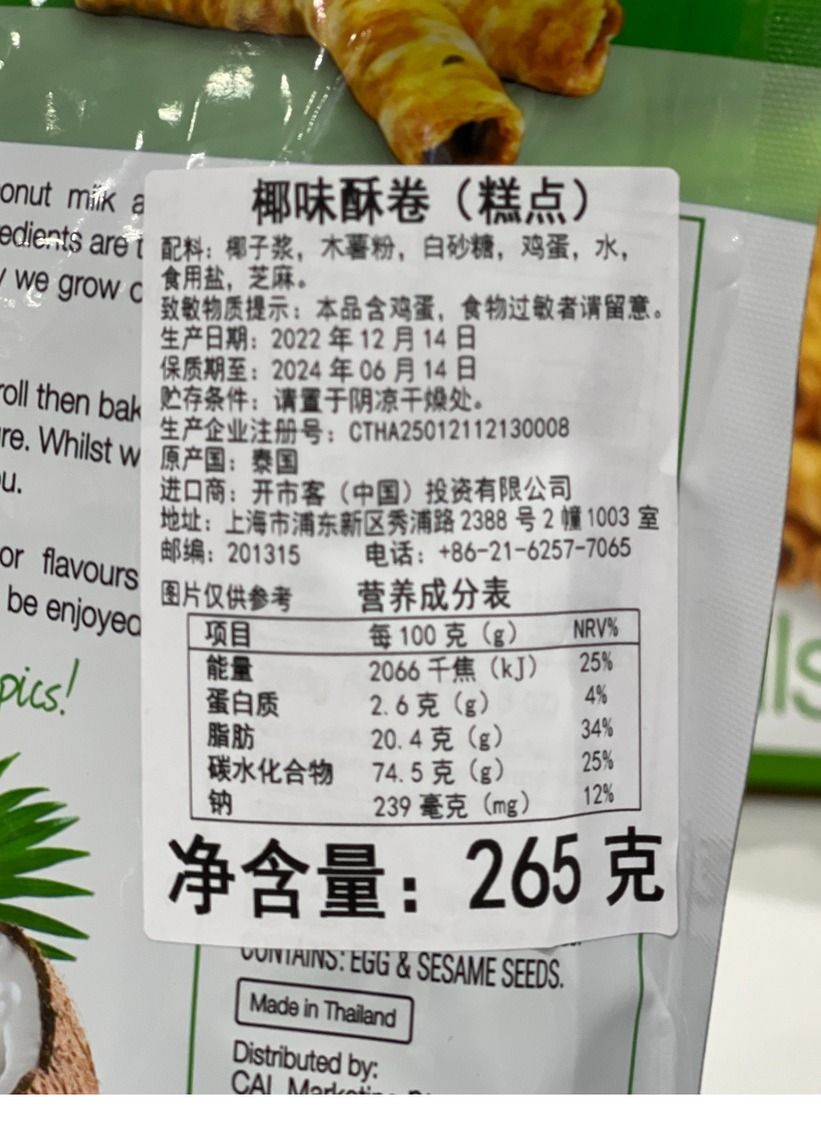 onut milk a
edients are t
we grow
roll then bak
re. Whilst w
u.
or flavours
be enjoyed
pics!
椰味酥卷（糕点）
配料：椰子浆，木薯粉，白砂糖，鸡蛋，水，
食用盐，芝麻。
致敏物质提示：本品含鸡蛋，食物过敏者请留意。
生产日期：2022 年 12 月 14 日
保质期至：2024 年 06 月 14 日
贮存条件：请置于阴凉干燥处。
生产企业注册号：CTHA25012112130008
原产国：泰国
进口商：开市客（中国）投资有限公司
地址：上海市浦东新区秀浦路 2388 号 2 幢 1003 室
邮编：201315 电话：+86-21-6257-7065
图片仅供参考 营养成分表
项目 每 100 克（g） NRV%
能量 2066 千焦（kJ） 25%
蛋白质 2.6 克（g） 4%
脂肪 20.4 克（g） 34%
碳水化合物 74.5 克（g） 25%
钠 239 毫克（mg） 12%
净含量：265 克
CONTAINS: EGG & SESAME SEEDS.
Made in Thailand
Distributed by:
ls